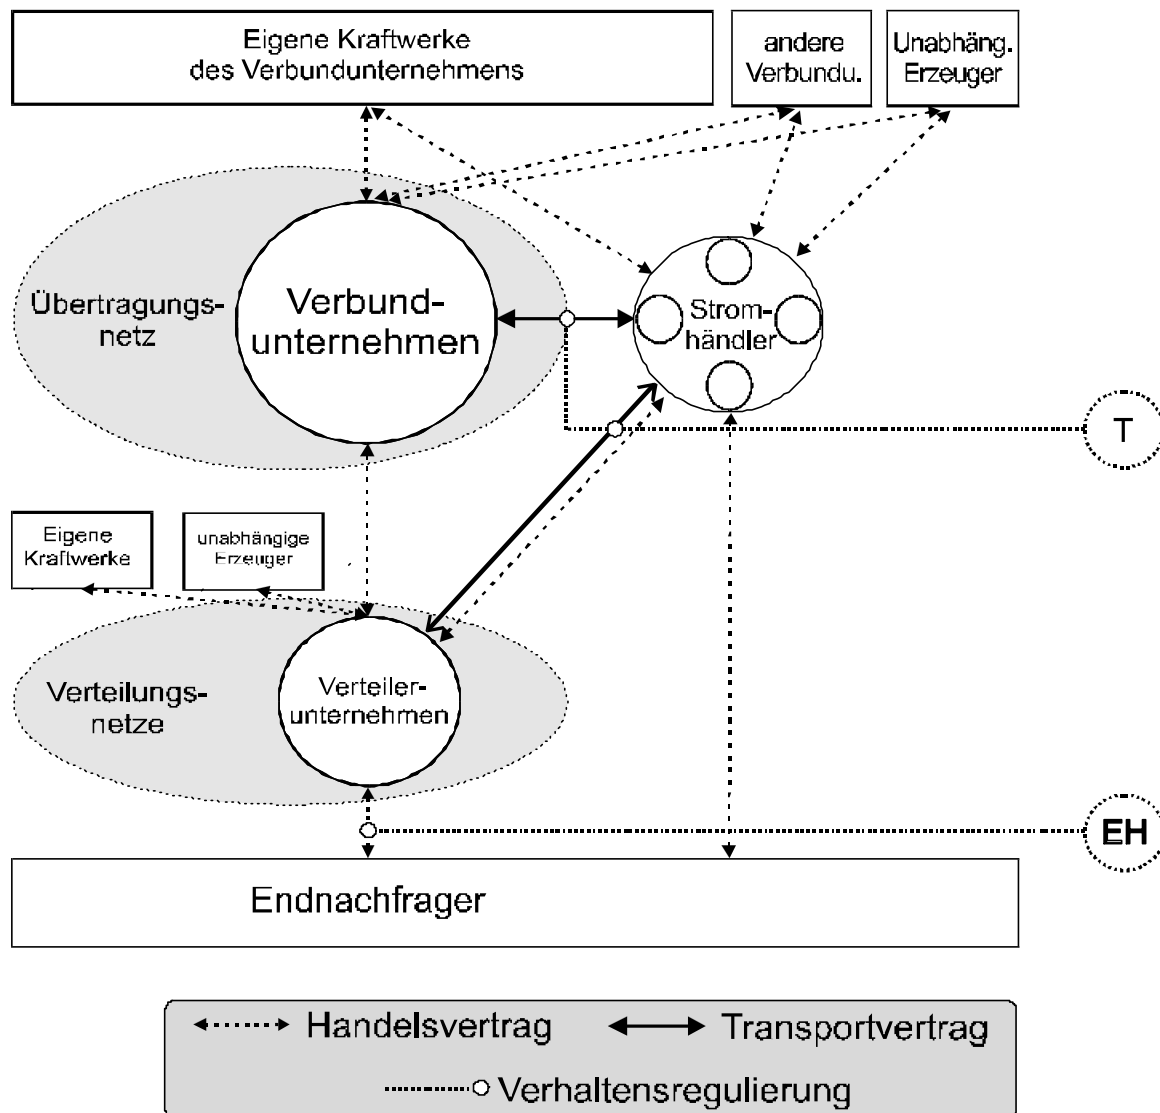 Eigene Kraftwerke
des Verbundunternehmens
andere
Verbundu.
Unabhäng.
Erzeuger
Übertragungs-
netz
Verbund-
unternehmen
Strom-
händler
T
Eigene
Kraftwerke
unabhängige
Erzeuger
Verteilungs-
netze
Verteiler-
unternehmen
EH
Endnachfrager
Handelsvertrag
Transportvertrag
Verhaltensregulierung